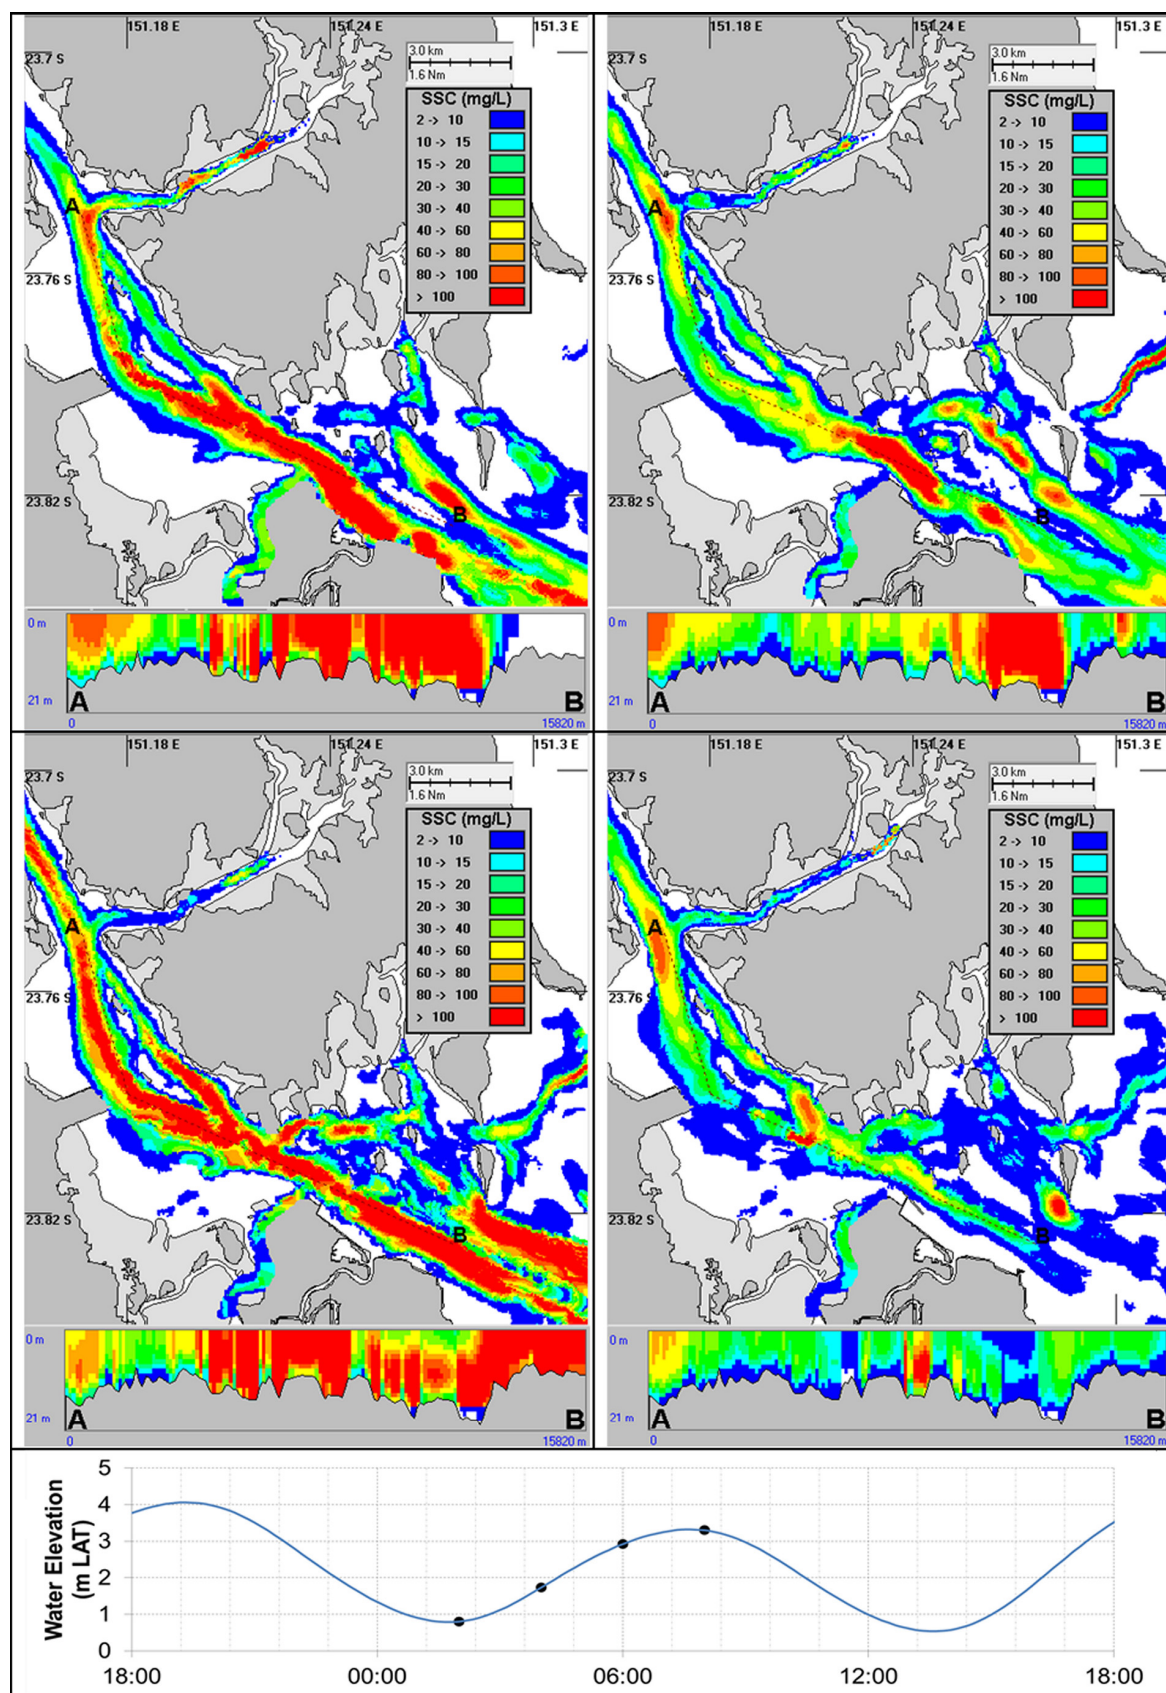 151.18 E 151.24 E 151.3 E
23.7 S
3.0 km
1.6 Nm
SSC (mg/L)
2 -> 10
10 -> 15
15 -> 20
20 -> 30
30 -> 40
40 -> 60
60 -> 80
80 -> 100
> 100
A
23.76 S
23.82 S
B
0 m
21 m
A B
0 15820 m
151.18 E 151.24 E 151.3 E
23.7 S
3.0 km
1.6 Nm
SSC (mg/L)
2 -> 10
10 -> 15
15 -> 20
20 -> 30
30 -> 40
40 -> 60
60 -> 80
80 -> 100
> 100
A
23.76 S
23.82 S
B
0 m
21 m
A B
0 15820 m
151.18 E 151.24 E 151.3 E
23.7 S
3.0 km
1.6 Nm
SSC (mg/L)
2 -> 10
10 -> 15
15 -> 20
20 -> 30
30 -> 40
40 -> 60
60 -> 80
80 -> 100
> 100
A
23.76 S
23.82 S
B
0 m
21 m
A B
0 15820 m
151.18 E 151.24 E 151.3 E
23.7 S
3.0 km
1.6 Nm
SSC (mg/L)
2 -> 10
10 -> 15
15 -> 20
20 -> 30
30 -> 40
40 -> 60
60 -> 80
80 -> 100
> 100
A
23.76 S
23.82 S
B
0 m
21 m
A B
0 15820 m
Water Elevation
(m LAT)
5
4
3
2
1
0
18:00 00:00 06:00 12:00 18:00